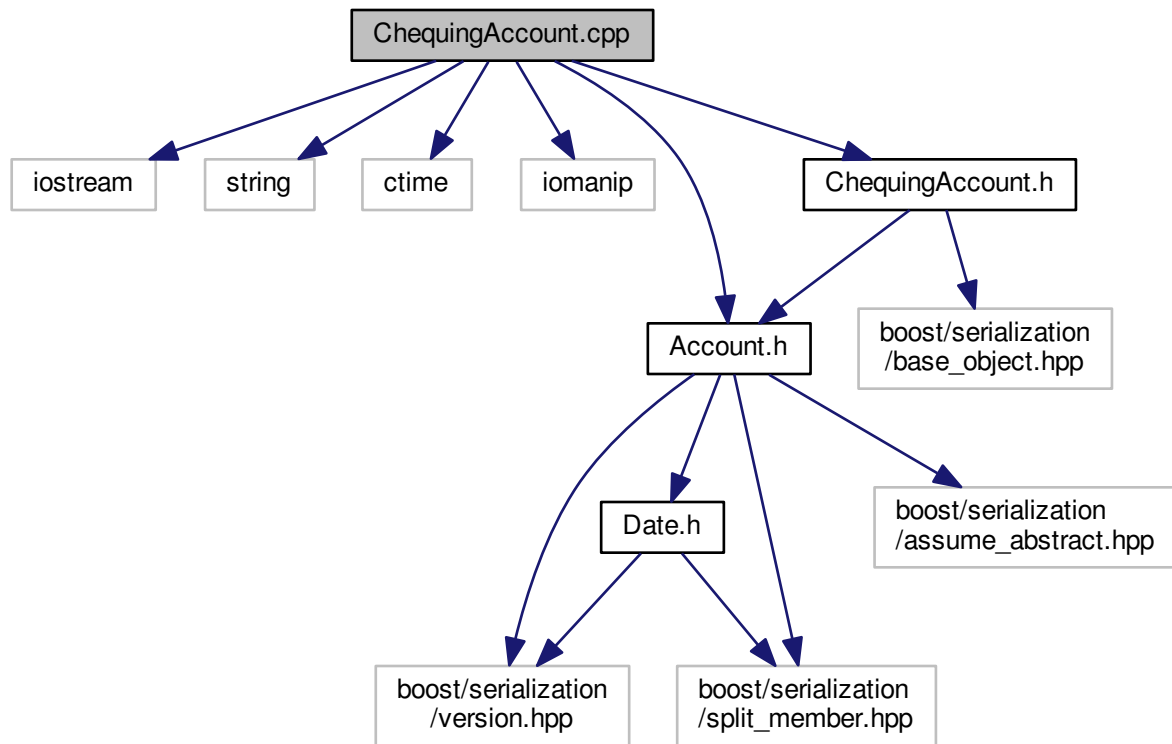 ChequingAccount.cpp
iostream
string
ctime
iomanip
ChequingAccount.h
Account.h
boost/serialization
/base_object.hpp
boost/serialization
/assume_abstract.hpp
Date.h
boost/serialization
/version.hpp
boost/serialization
/split_member.hpp